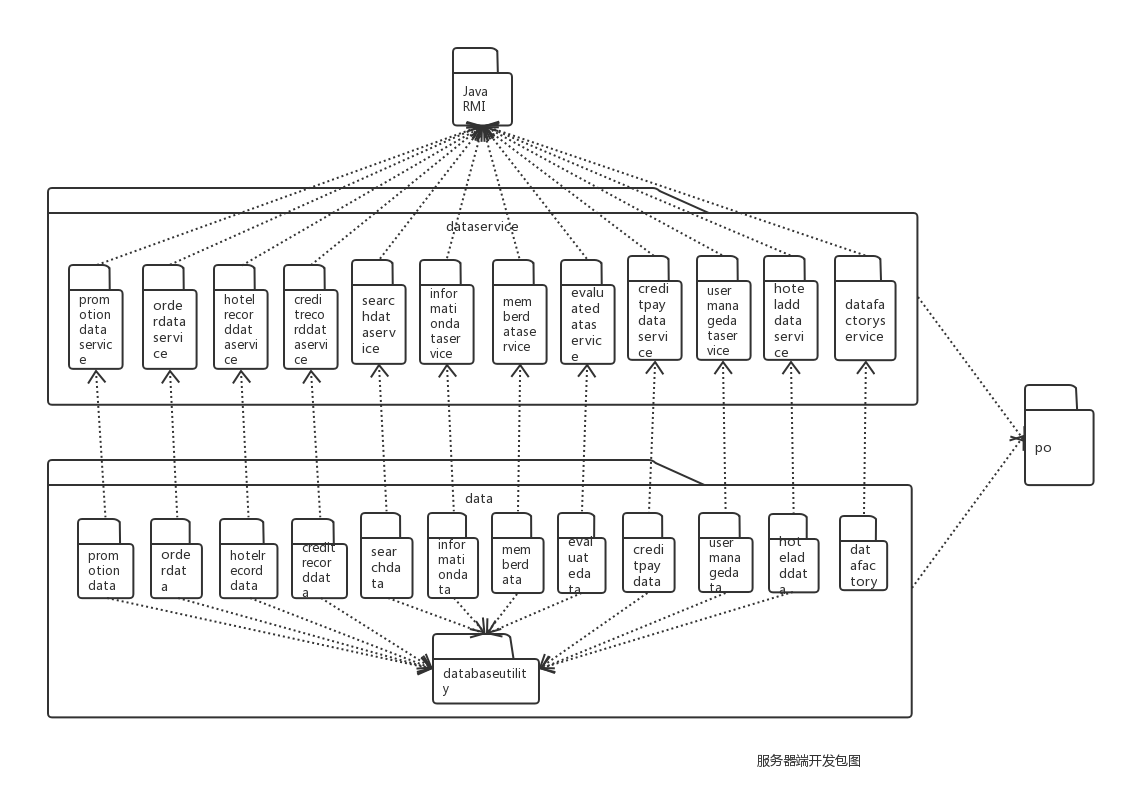 Java
RMI
dataservice
prom
otion
data
servic
e
orde
rdata
servi
ce
hotel
recor
ddat
aservi
ce
credi
treco
rddat
aservi
ce
searc
hdat
aserv
ice
infor
mati
onda
taser
vice
mem
berd
atase
rvice
evalu
ated
atas
ervic
e
credi
tpay
data
servi
ce
user
mana
geda
taser
vice
hote
ladd
data
servi
ce
datafa
ctorys
ervice
po
data
prom
otion
data
orde
rdat
a
hotelr
ecord
data
credit
recor
ddat
a
sear
chda
ta
infor
mati
onda
ta
mem
berd
ata
eval
uat
eda
ta
credi
tpay
data
user
mana
geda
ta
hot
elad
ddat
a
dat
afac
tory
databaseutilit
y
服务器端开发包图